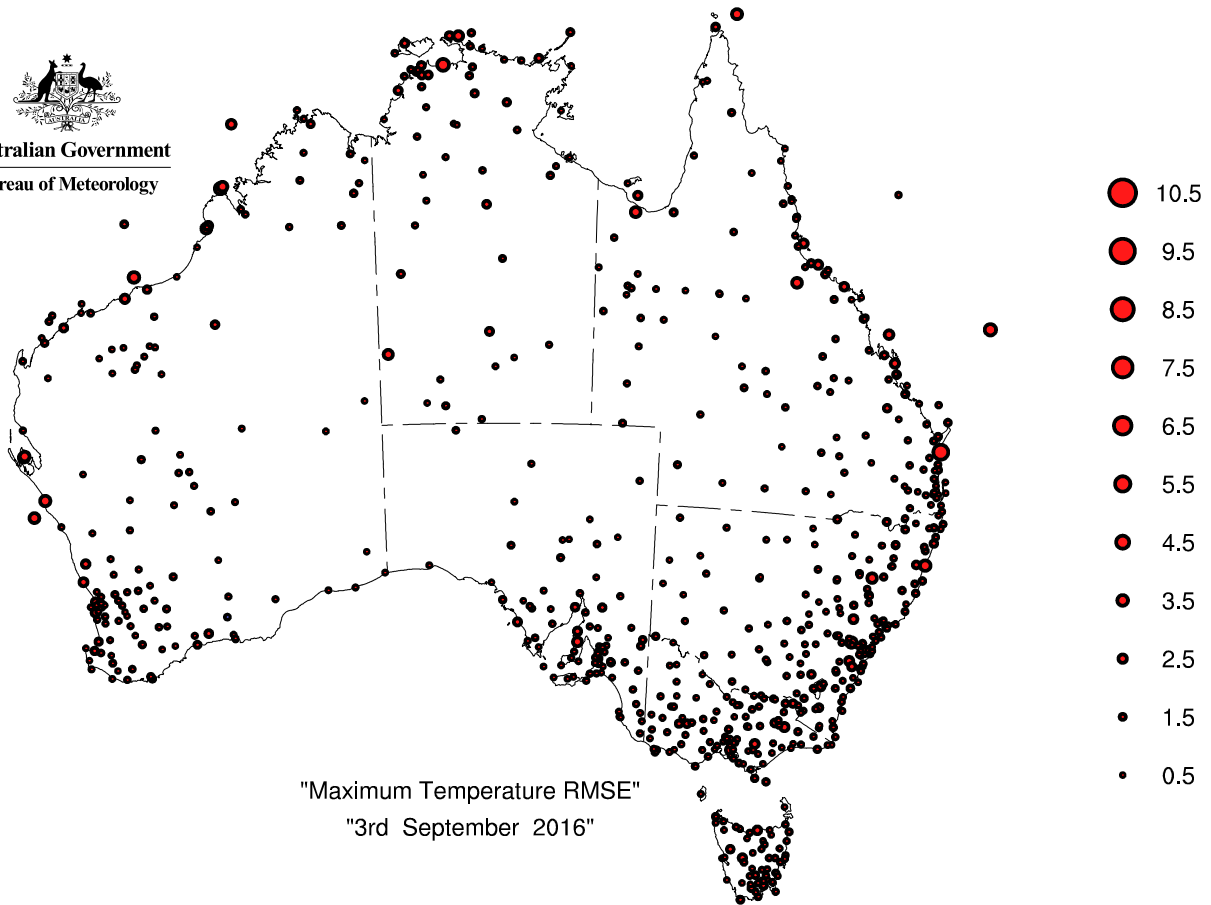 AUSTRALIA
tralian Government
reau of Meteorology
10.5
9.5
8.5
7.5
6.5
5.5
4.5
3.5
2.5
1.5
0.5
"Maximum Temperature RMSE"
"3rd September 2016"